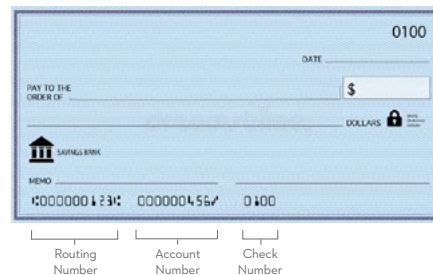 0100
DATE
PAY TO THE
ORDER OF
$
DOLLARS
SAVINGS BANK
MEMO
⑆000000123⑆ 000000456⑈ 0100
Routing Number
Account Number
Check Number